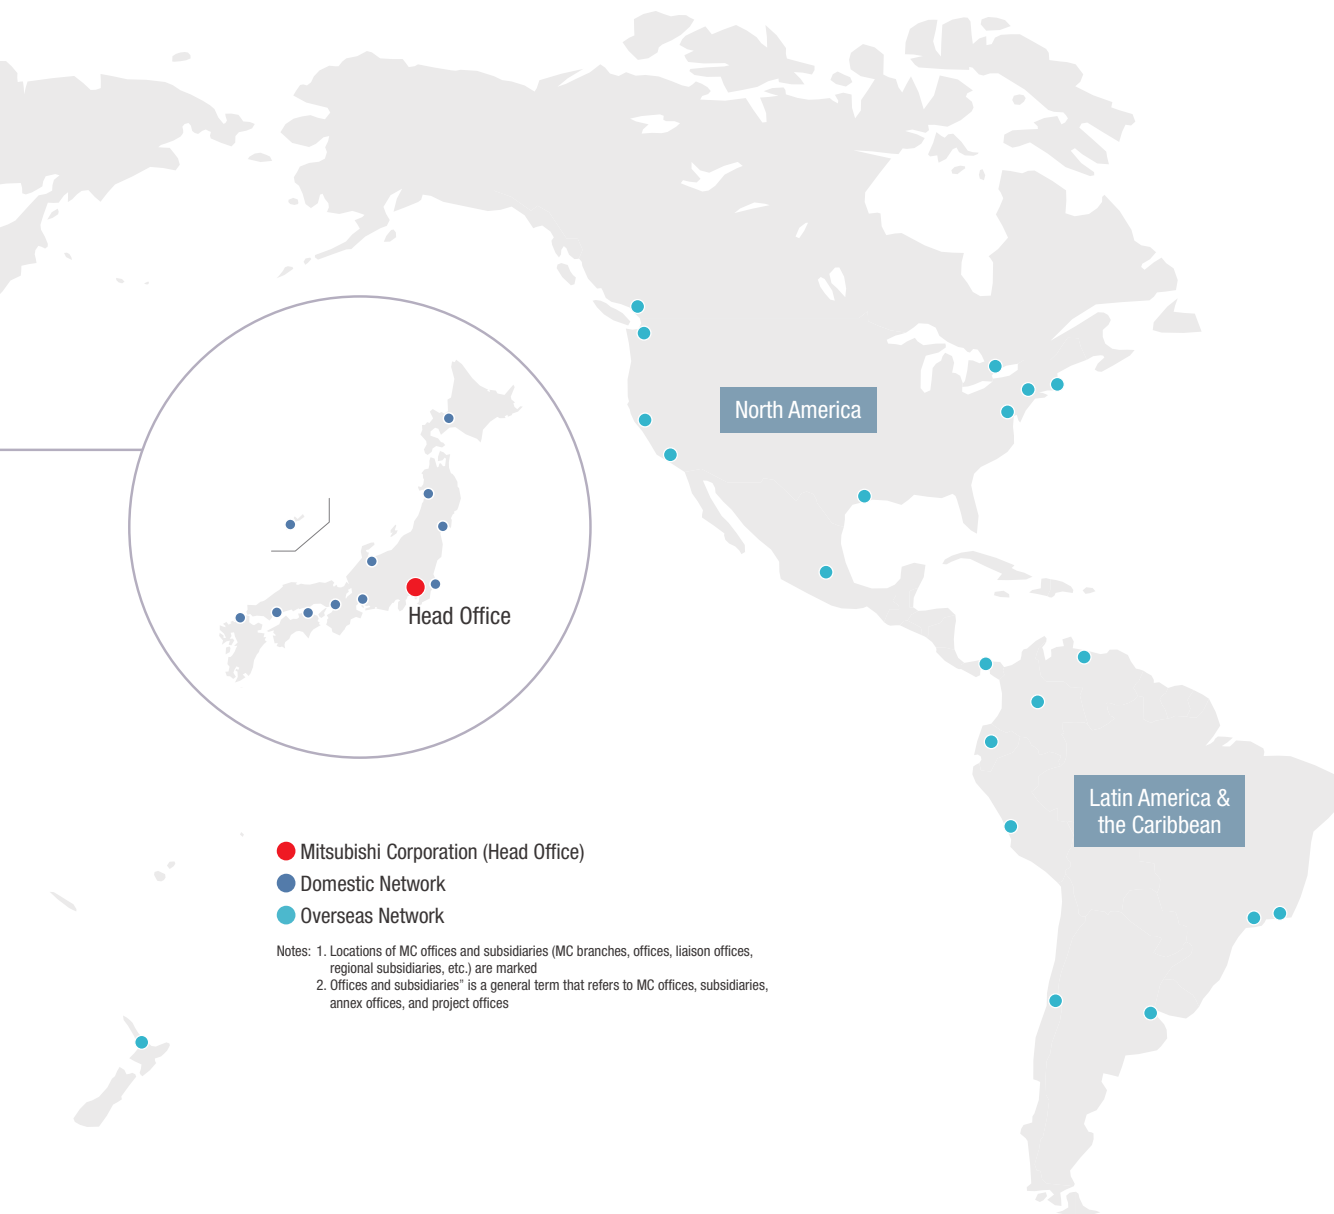 North America
Head Office
Latin America &
the Caribbean
Mitsubishi Corporation (Head Office)
Domestic Network
Overseas Network
Notes: 1. Locations of MC offices and subsidiaries (MC branches, offices, liaison offices,
regional subsidiaries, etc.) are marked
2. Offices and subsidiaries" is a general term that refers to MC offices, subsidiaries,
annex offices, and project offices